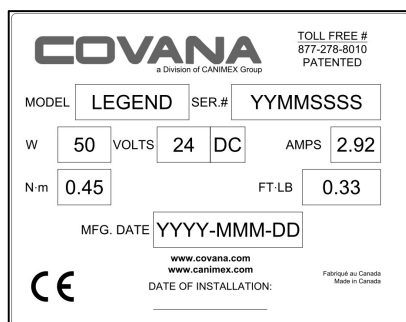 COVANA
a Division of CANIMEX Group
TOLL FREE #
877-278-8010
PATENTED
MODEL LEGEND SER.# YYMMSSSS
W 50 VOLTS 24 DC AMPS 2.92
N·m 0.45 FT·LB 0.33
MFG. DATE YYYY-MMM-DD
www.covana.com
www.canimex.com
DATE OF INSTALLATION:
Fabriqué au Canada
Made in Canada
CE